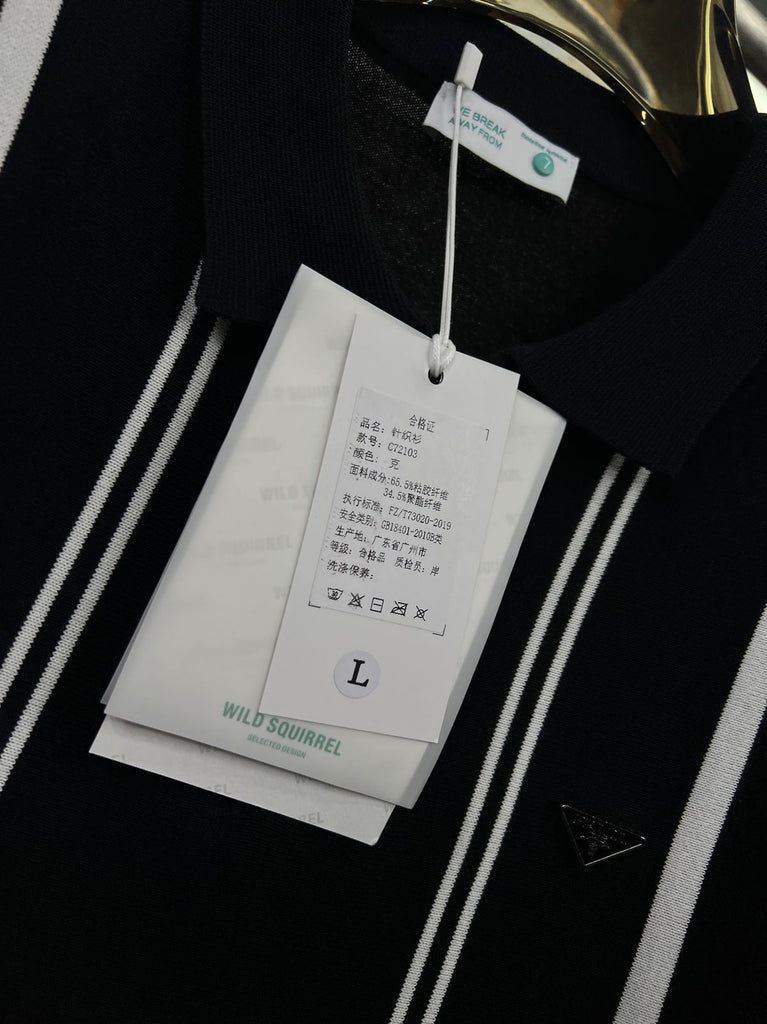 WE BREAK
AWAY FROM
7
合格证
品名：针织衫
款号：C72103
颜色：克
面料成分:65.5%粘胶纤维
34.5%聚酯纤维
执行标准：FZ/T73020-2019
安全类别：GB18401-2010B类
生产地：广东省广州市
等级：合格品 质检员：岸
洗涤保养：
30
L
WILD SQUIRREL
SELECTED DESIGN